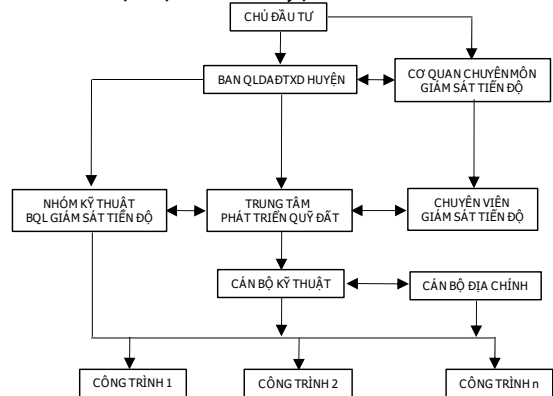 CHỦ ĐẦU TƯ
BAN QLDAĐTXD HUYỆN
CƠ QUAN CHUYÊN MÔN
GIÁM SÁT TIẾN ĐỘ
NHÓM KỸ THUẬT
BQL GIÁM SÁT TIẾN ĐỘ
TRUNG TÂM
PHÁT TRIỂN QUỸ ĐẤT
CHUYÊN VIÊN
GIÁM SÁT TIẾN ĐỘ
CÁN BỘ KỸ THUẬT
CÁN BỘ ĐỊA CHÍNH
CÔNG TRÌNH 1
CÔNG TRÌNH 2
CÔNG TRÌNH n